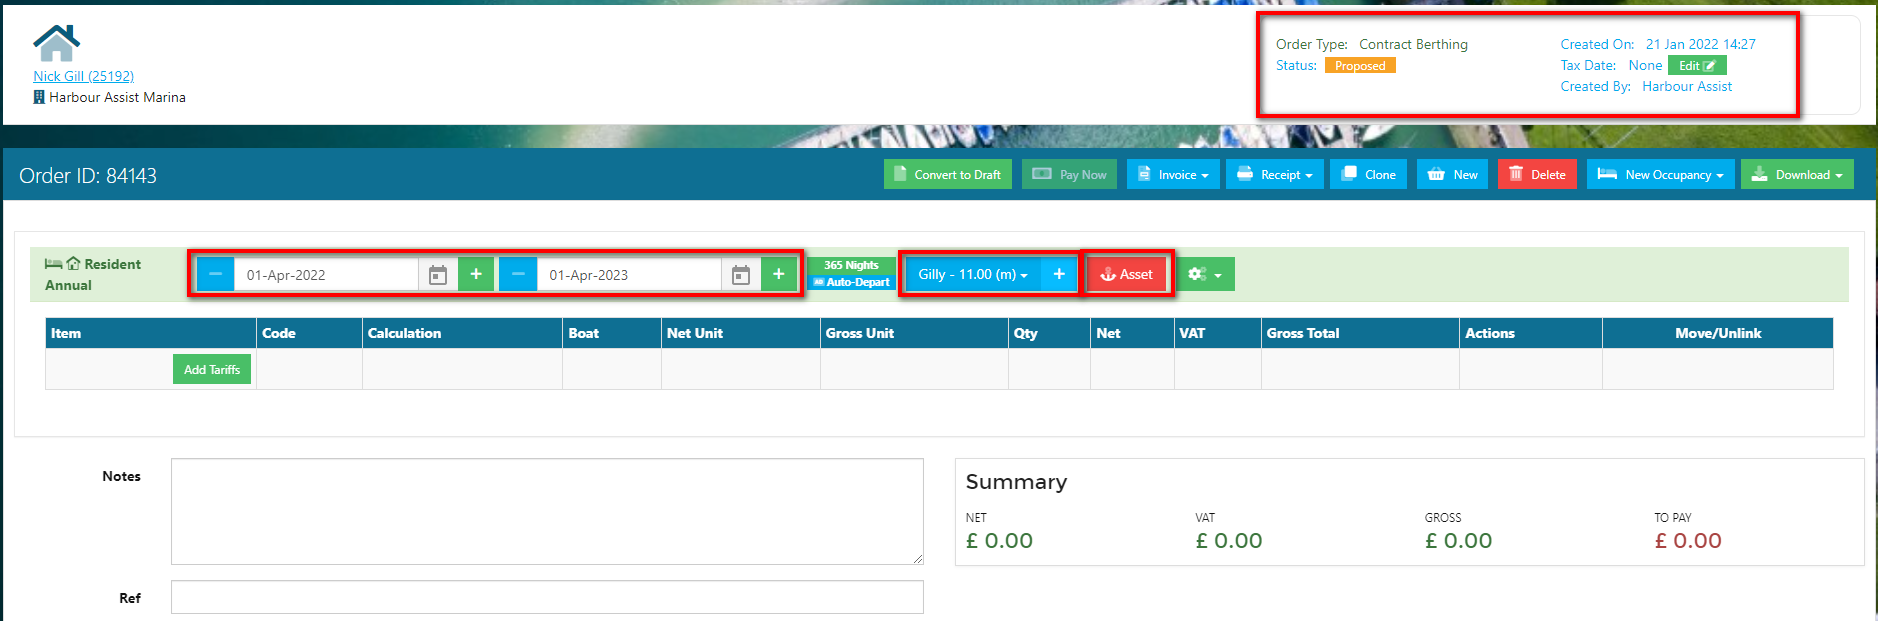 Nick Gill (25192)
Harbour Assist Marina
Order Type: Contract Berthing
Status: Proposed
Created On: 21 Jan 2022 14:27
Tax Date: None Edit
Created By: Harbour Assist
Order ID: 84143
Convert to Draft
Pay Now
Invoice
Receipt
Clone
New
Delete
New Occupancy
Download
Resident
Annual
01-Apr-2022
01-Apr-2023
365 Nights
Auto-Depart
Gilly - 11.00 (m)
Asset
Item Code Calculation Boat Net Unit Gross Unit Qty Net VAT Gross Total Actions Move/Unlink
Add Tariffs
Notes
Ref
Summary
NET VAT GROSS TO PAY
£ 0.00 £ 0.00 £ 0.00 £ 0.00